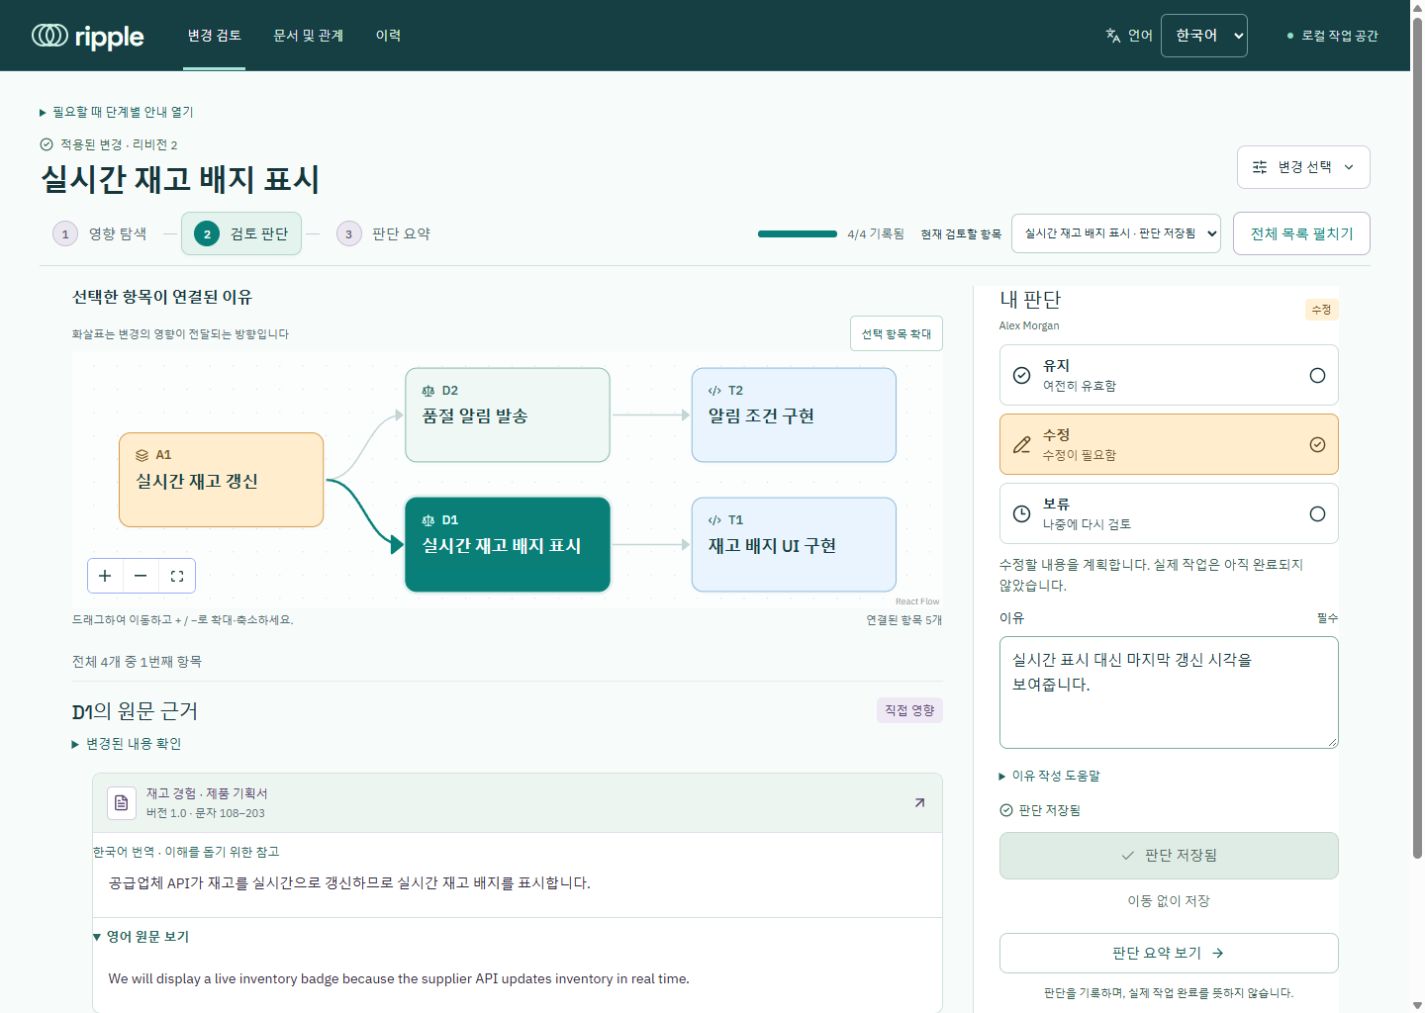 ripple
변경 검토
문서 및 관계
이력
언어
한국어
로컬 작업 공간
필요할 때 단계별 안내 열기
적용된 변경 · 리비전 2
실시간 재고 배지 표시
변경 선택
1 영향 탐색
2 검토 판단
3 판단 요약
4/4 기록됨
현재 검토할 항목
실시간 재고 배지 표시 · 판단 저장됨
전체 목록 펼치기
선택한 항목이 연결된 이유
화살표는 변경의 영향이 전달되는 방향입니다
선택 항목 확대
A1
실시간 재고 갱신
D2
품절 알림 발송
T2
알림 조건 구현
D1
실시간 재고 배지 표시
T1
재고 배지 UI 구현
React Flow
드래그하여 이동하고 + / −로 확대·축소하세요.
연결된 항목 5개
전체 4개 중 1번째 항목
D1의 원문 근거
직접 영향
변경된 내용 확인
재고 경험 · 제품 기획서
버전 1.0 · 문자 108–203
한국어 번역 · 이해를 돕기 위한 참고
공급업체 API가 재고를 실시간으로 갱신하므로 실시간 재고 배지를 표시합니다.
영어 원문 보기
We will display a live inventory badge because the supplier API updates inventory in real time.
내 판단
수정
Alex Morgan
유지
여전히 유효함
수정
수정이 필요함
보류
나중에 다시 검토
수정할 내용을 계획합니다. 실제 작업은 아직 완료되지
않았습니다.
이유
필수
실시간 표시 대신 마지막 갱신 시각을
보여줍니다.
이유 작성 도움말
판단 저장됨
판단 저장됨
이동 없이 저장
판단 요약 보기 →
판단을 기록하며, 실제 작업 완료를 뜻하지 않습니다.